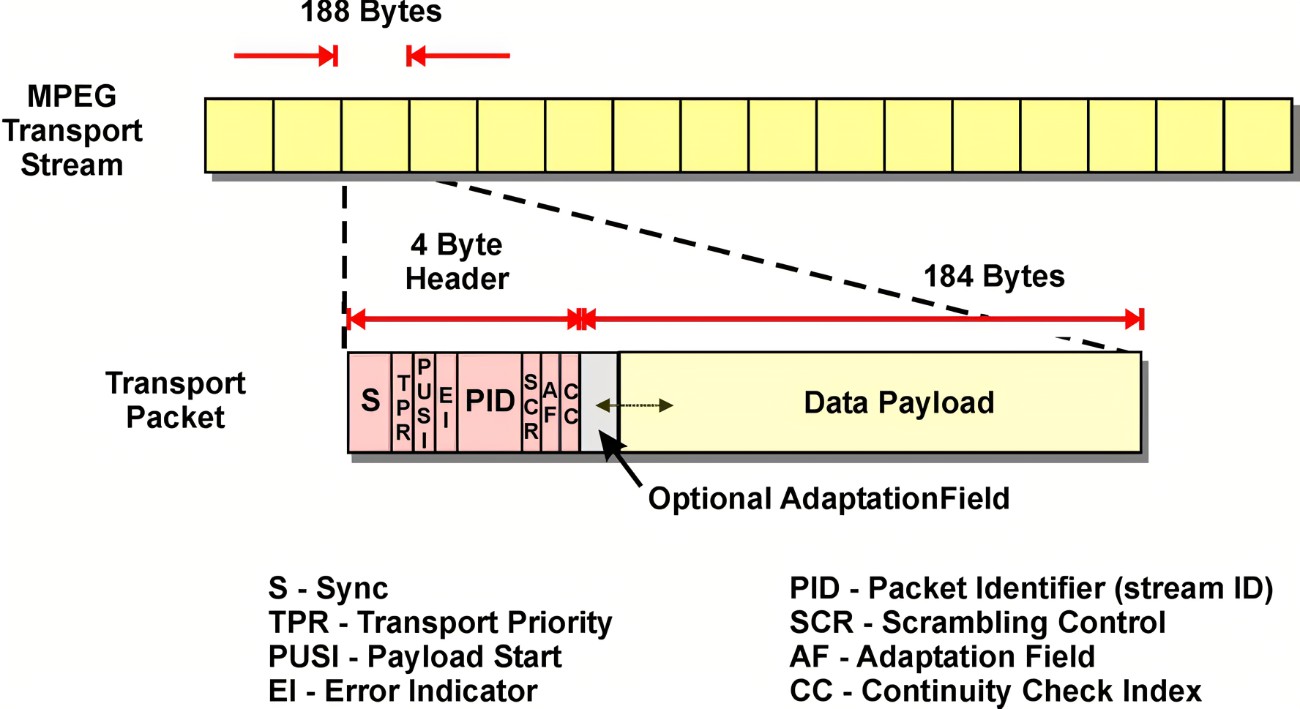 188 Bytes
MPEG
Transport
Stream
4 Byte
Header
184 Bytes
Transport
Packet
S
TPR
PUSI
EI
PID
SCR
AF
CC
Data Payload
Optional AdaptationField
S - Sync
TPR - Transport Priority
PUSI - Payload Start
EI - Error Indicator
PID - Packet Identifier (stream ID)
SCR - Scrambling Control
AF - Adaptation Field
CC - Continuity Check Index